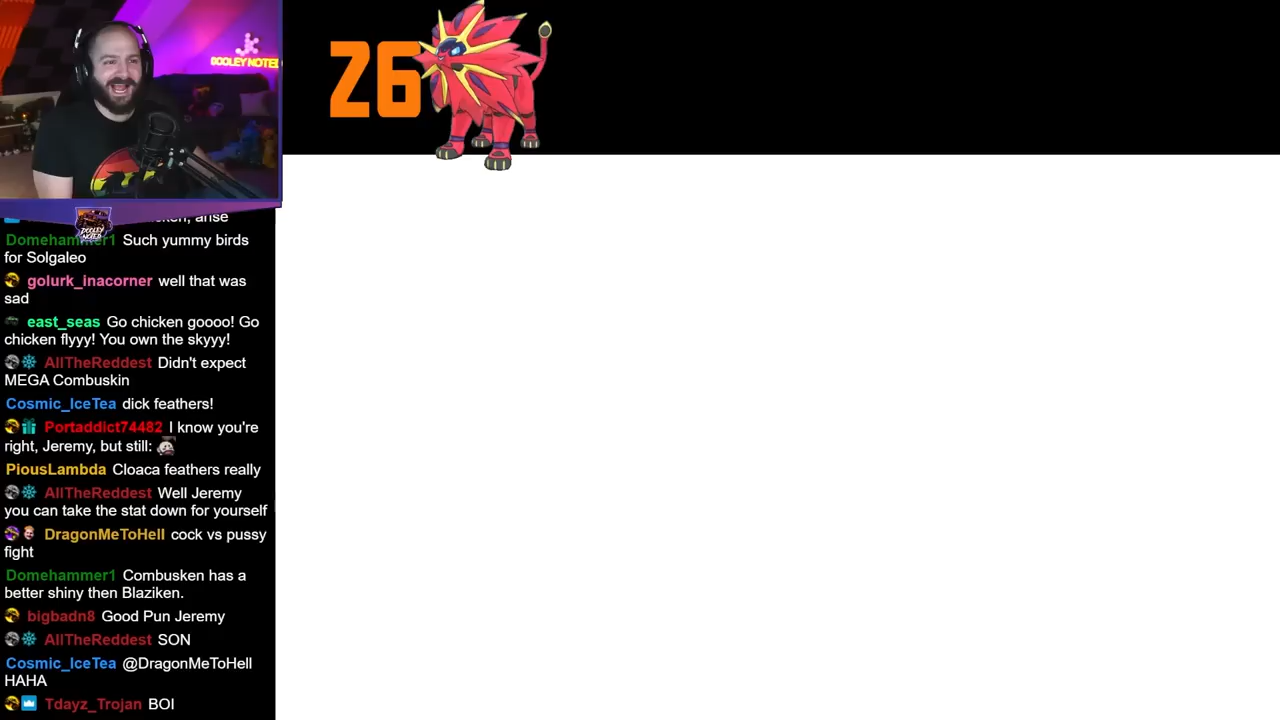 DOOLEY NOTED
26
DOOLEY
NOTED
arise
Domehammer1 Such yummy birds
for Solgaleo
golurk_inacorner well that was
sad
east_seas Go chicken goooo! Go
chicken flyyy! You own the skyyy!
AllTheReddest Didn't expect
MEGA Combuskin
Cosmic_IceTea dick feathers!
Portaddict74482 I know you're
right, Jeremy, but still:
PiousLambda Cloaca feathers really
AllTheReddest Well Jeremy
you can take the stat down for yourself
DragonMeToHell cock vs pussy
fight
Domehammer1 Combusken has a
better shiny then Blaziken.
bigbadn8 Good Pun Jeremy
AllTheReddest SON
Cosmic_IceTea @DragonMeToHell
HAHA
Tdayz_Trojan BOI